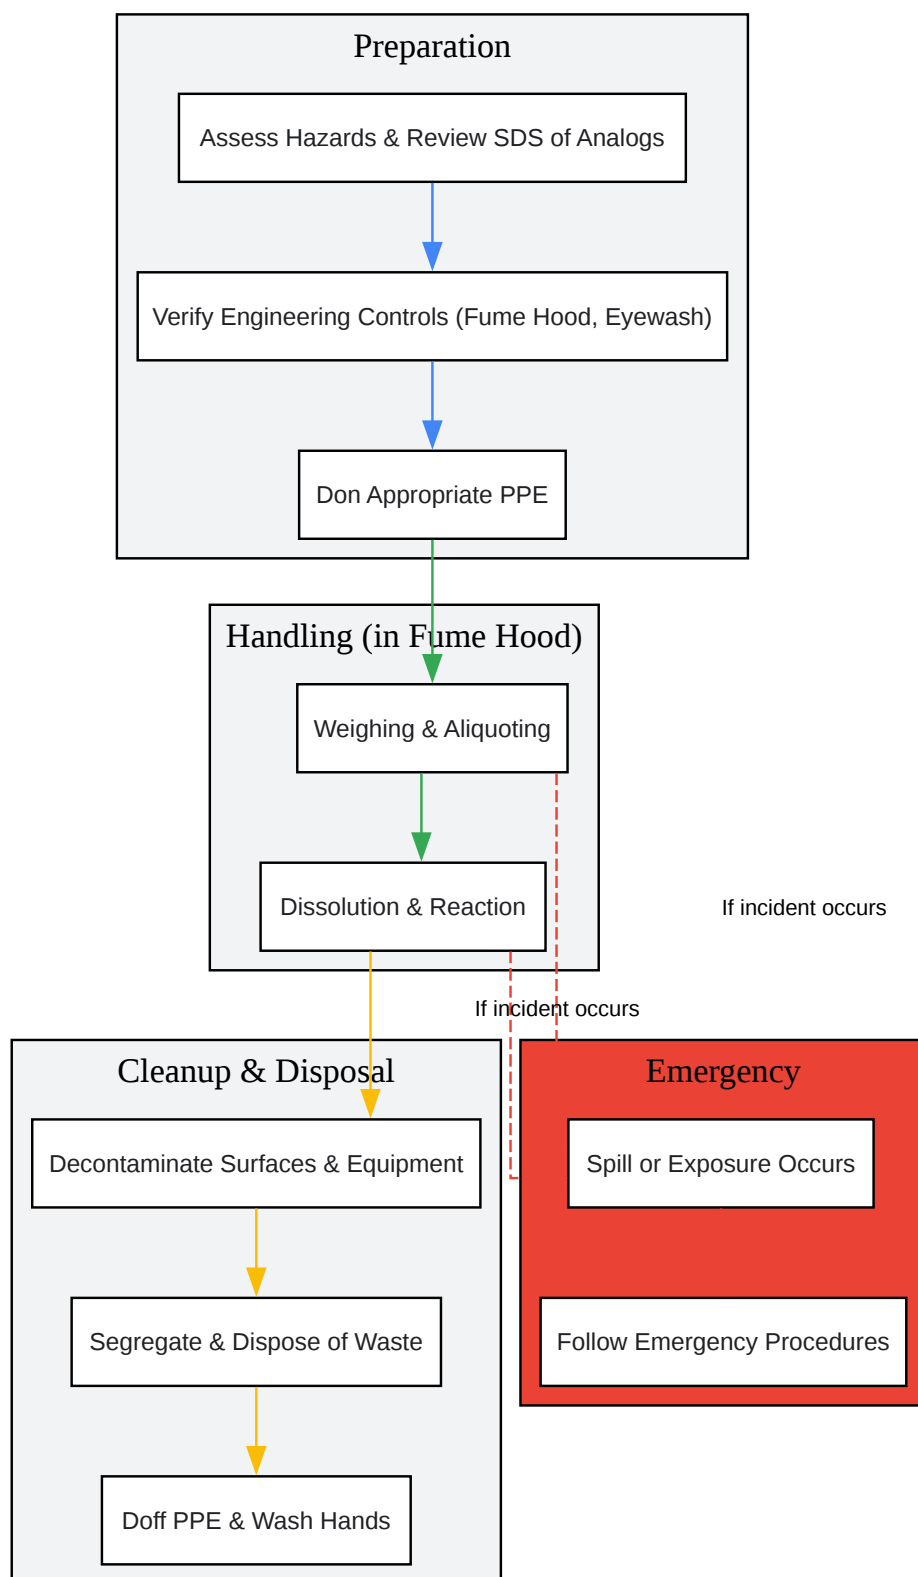 Preparation
Assess Hazards & Review SDS of Analogs
Verify Engineering Controls (Fume Hood, Eyewash)
Don Appropriate PPE
Handling (in Fume Hood)
Weighing & Aliquoting
Dissolution & Reaction
If incident occurs
If incident occurs
Cleanup & Disposal
Decontaminate Surfaces & Equipment
Segregate & Dispose of Waste
Doff PPE & Wash Hands
Emergency
Spill or Exposure Occurs
Follow Emergency Procedures